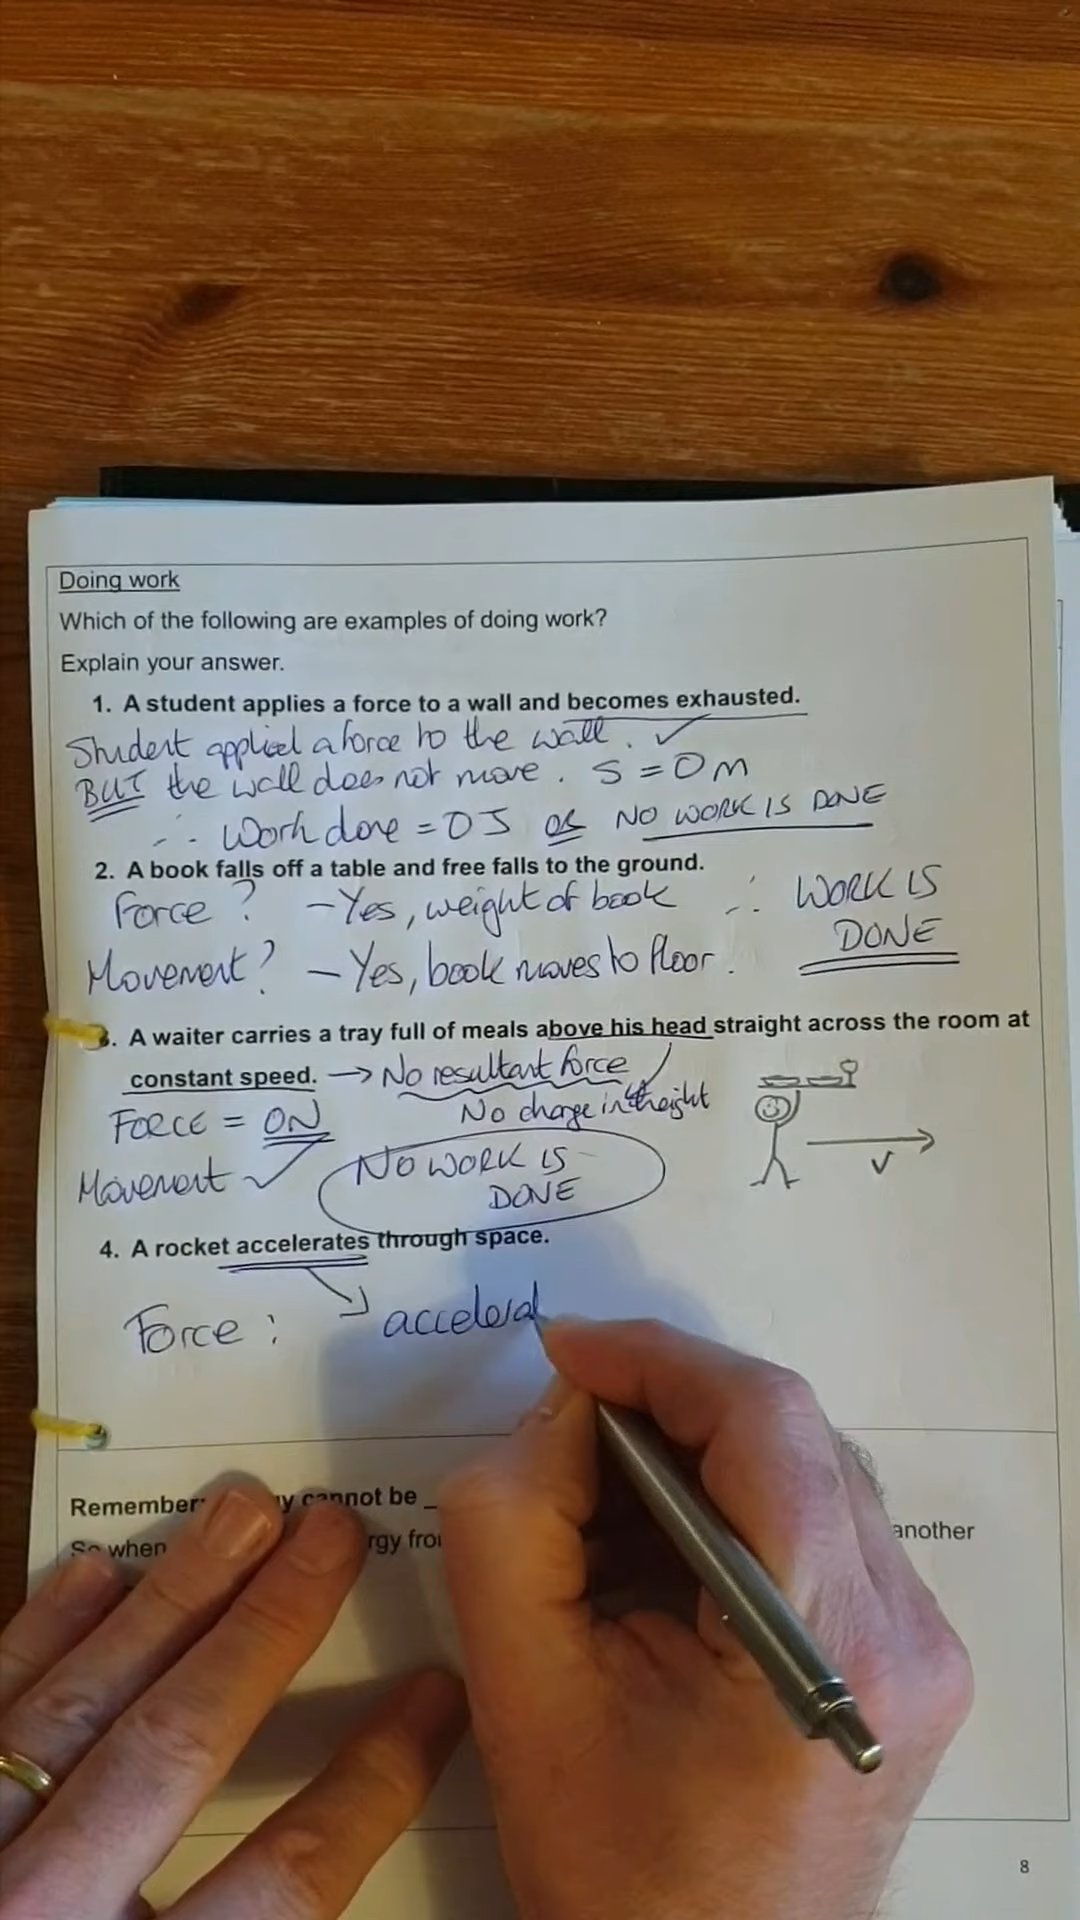 Doing work
Which of the following are examples of doing work?
Explain your answer.
1. A student applies a force to a wall and becomes exhausted.
Student applied a force to the wall. ✓
BUT the wall does not move. S = 0 m
∴ Work done = 0 J OR NO WORK IS DONE
2. A book falls off a table and free falls to the ground.
Force? – Yes, weight of book ∴ WORK IS
DONE
Movement? – Yes, book moves to floor.
3. A waiter carries a tray full of meals above his head straight across the room at
constant speed. → No resultant force
No change in height
FORCE = 0N
Movement ✓
NO WORK IS
DONE
v
4. A rocket accelerates through space.
Force: accelerat
Remember: cannot be _
So when rgy from another
8